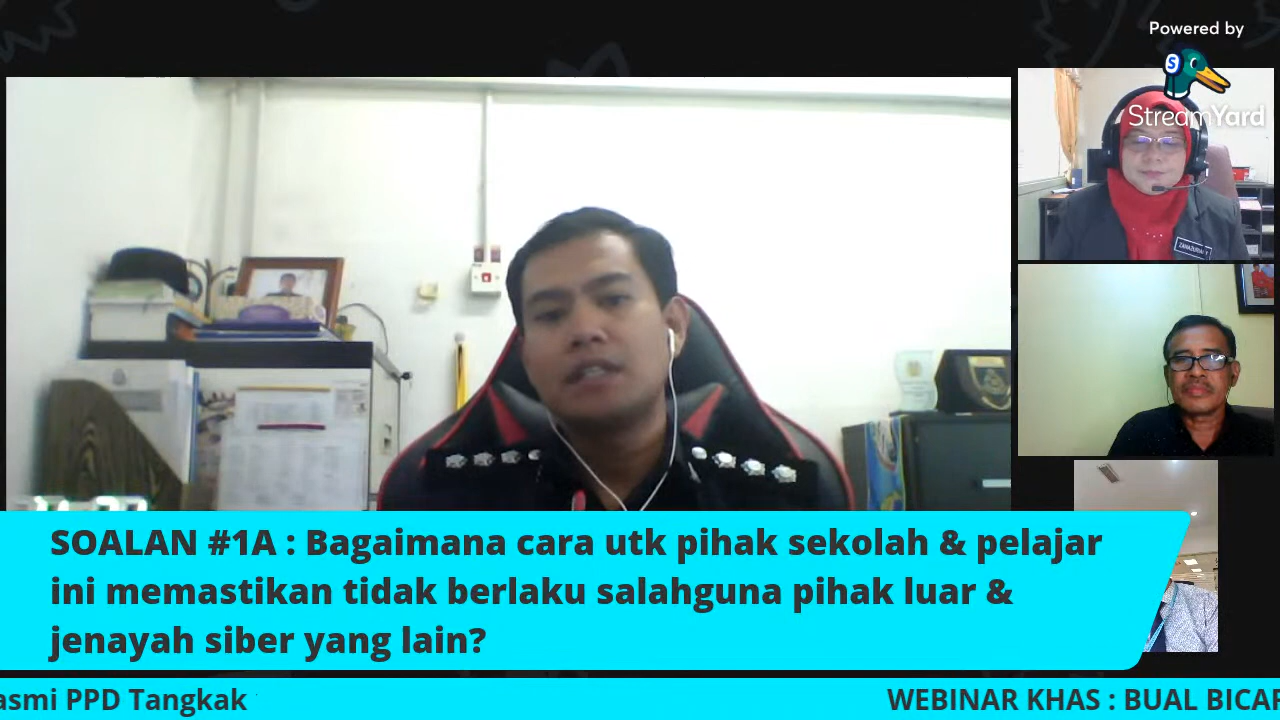 Powered by
StreamYard
SOALAN #1A : Bagaimana cara utk pihak sekolah & pelajar
ini memastikan tidak berlaku salahguna pihak luar &
jenayah siber yang lain?
asmi PPD Tangkak
WEBINAR KHAS : BUAL BICAR